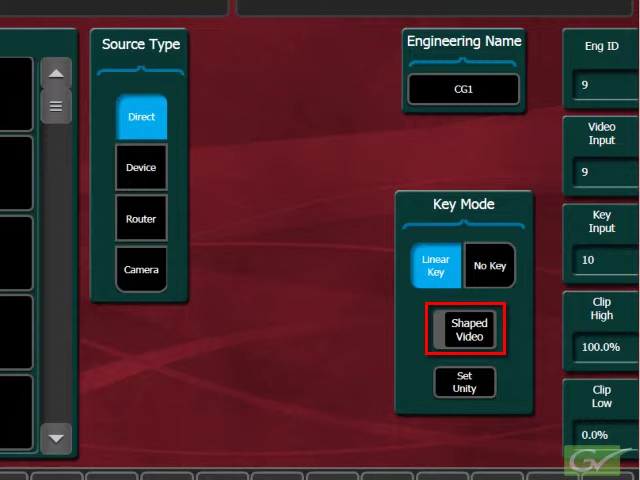 Source Type
Direct
Device
Router
Camera
Engineering Name
CG1
Key Mode
Linear
Key
No Key
Shaped
Video
Set
Unity
Eng ID
9
Video
Input
9
Key
Input
10
Clip
High
100.0%
Clip
Low
0.0%
GV